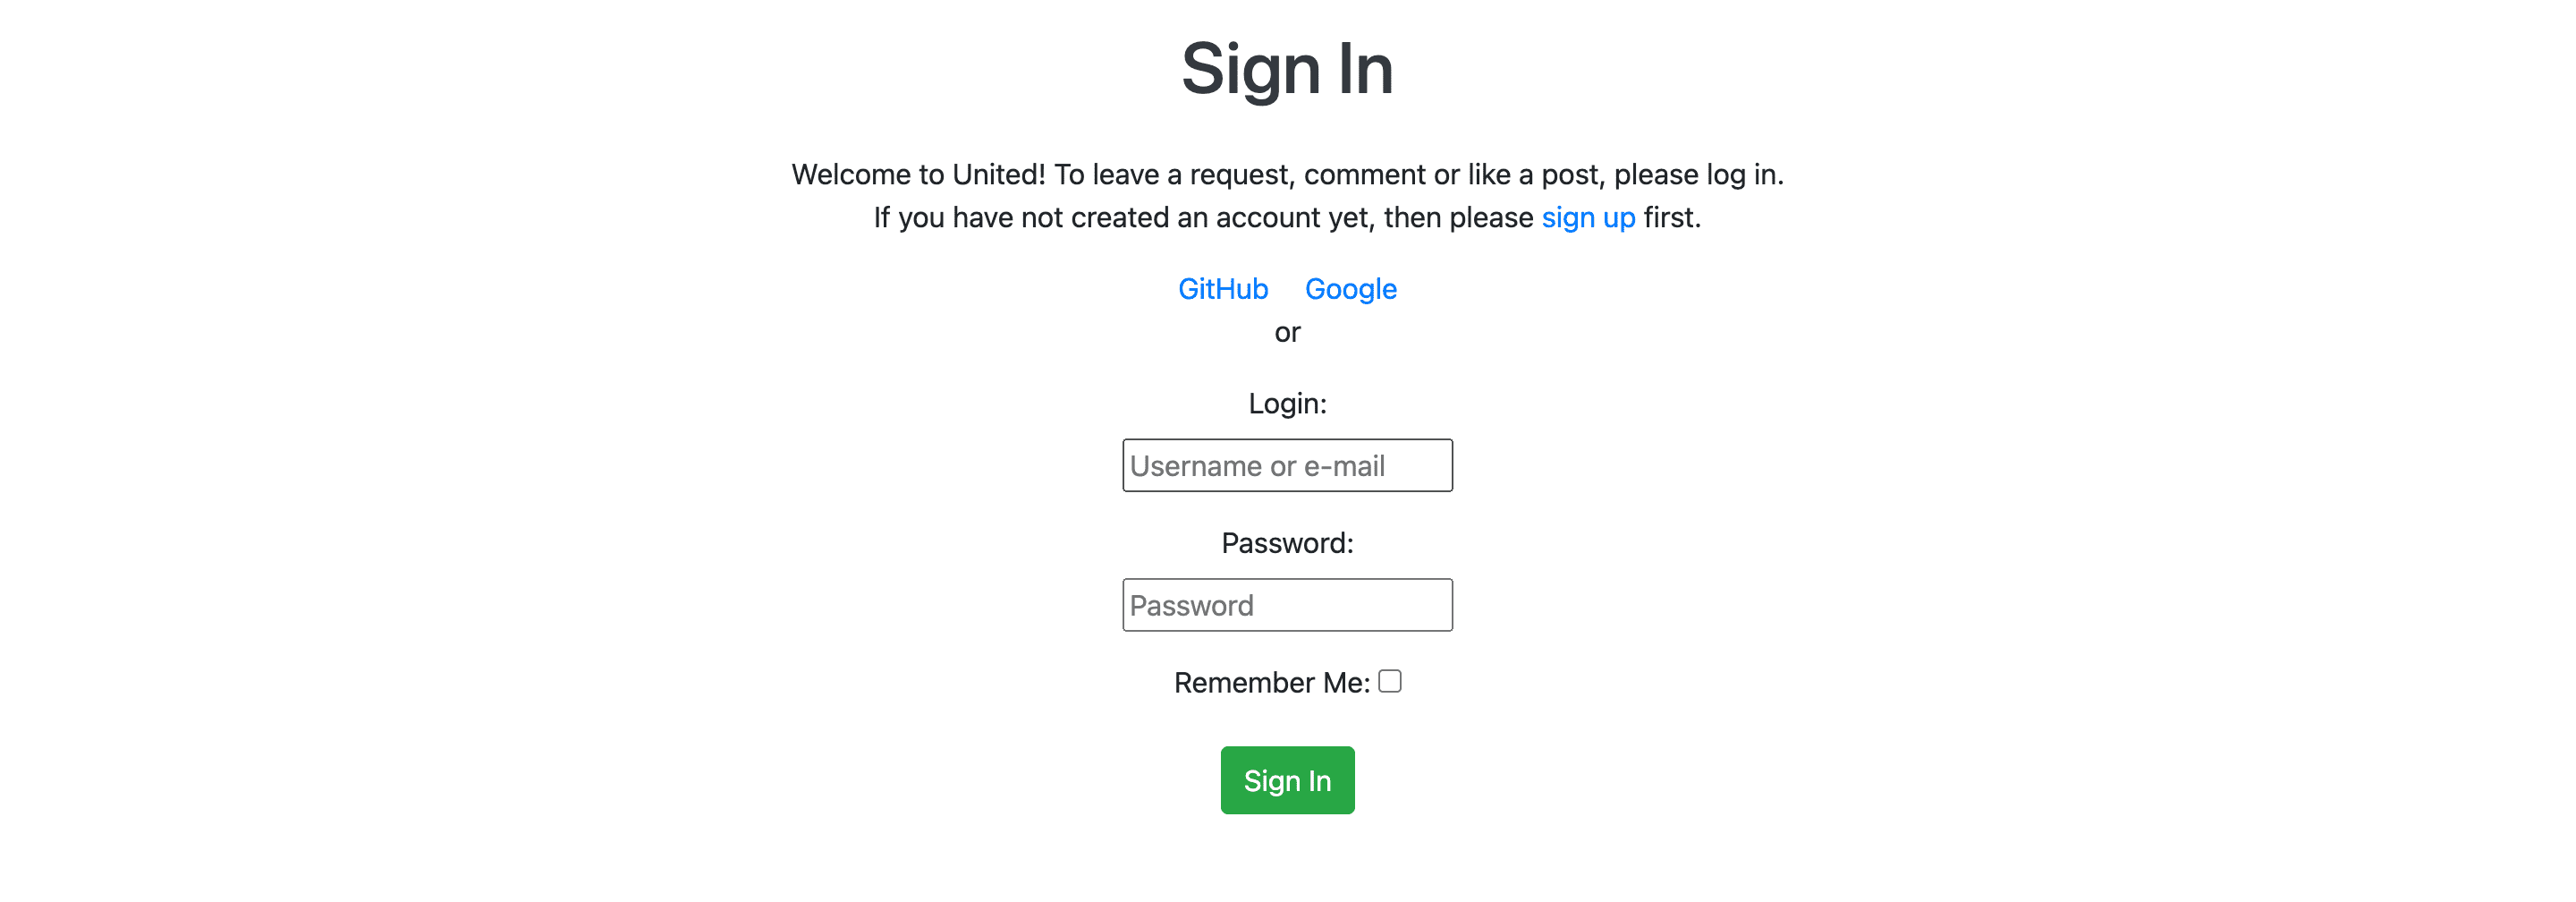 Sign In
Welcome to United! To leave a request, comment or like a post, please log in.
If you have not created an account yet, then please sign up first.
GitHub Google
or
Login:
Username or e-mail
Password:
Password
Remember Me:
Sign In